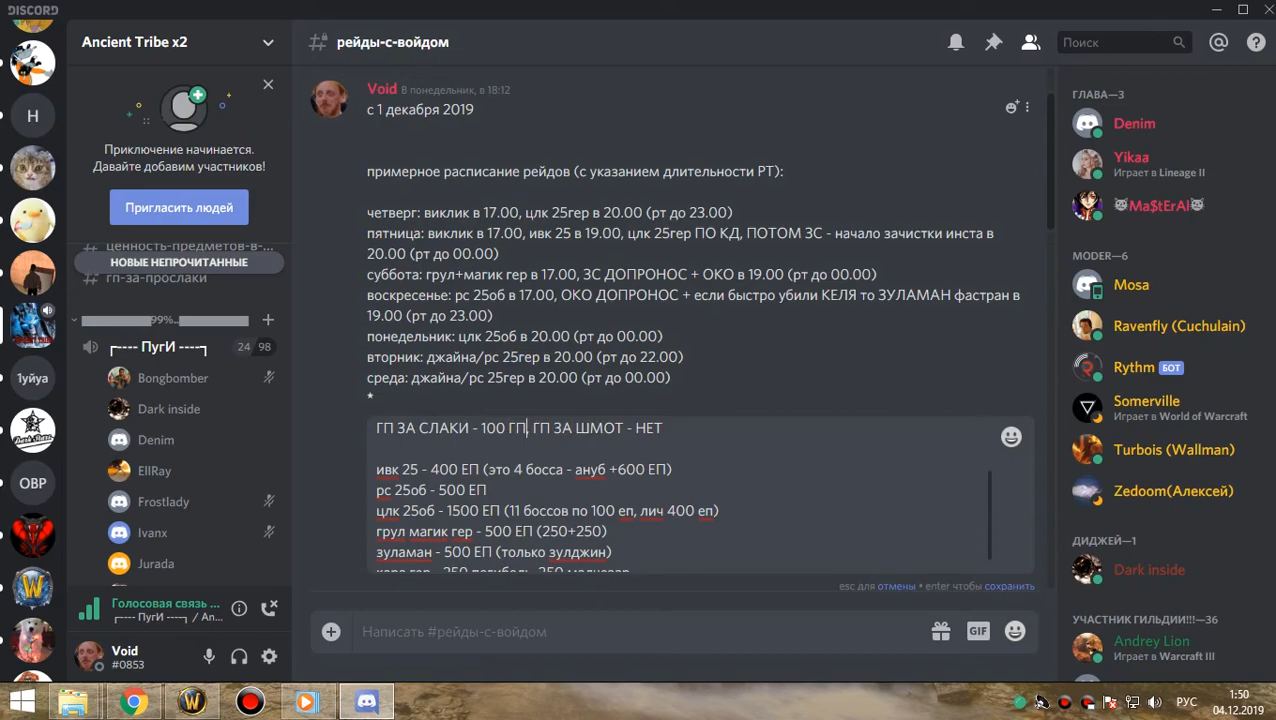 DISCORD
Ancient Tribe x2
Приключение начинается.
Давайте добавим участников!
Пригласить людей
ценность-предметов-в-...
НОВЫЕ НЕПРОЧИТАННЫЕ
гп-за-прослаки
99%...
┏---- ПугИ ----┓
24 98
Bongbomber
Dark inside
Denim
EllRay
Frostlady
Ivanx
Jurada
Голосовая связь ...
┏---- ПугИ ----┓ / An...
Void
#0853
Н
1уйуа
ОВР
рейды-с-войдом
Поиск
Void В понедельник, в 18:12
с 1 декабря 2019
примерное расписание рейдов (с указанием длительности РТ):
четверг: виклик в 17.00, цлк 25гер в 20.00 (рт до 23.00)
пятница: виклик в 17.00, ивк 25 в 19.00, цлк 25гер ПО КД, ПОТОМ ЗС - начало зачистки инста в
20.00 (рт до 00.00)
суббота: грул+магик гер в 17.00, ЗС ДОПРОНОС + ОКО в 19.00 (рт до 00.00)
воскресенье: рс 25об в 17.00, ОКО ДОПРОНОС + если быстро убили КЕЛЯ то ЗУЛАМАН фастран в
19.00 (рт до 23.00)
понедельник: цлк 25об в 20.00 (рт до 00.00)
вторник: джайна/рс 25гер в 20.00 (рт до 22.00)
среда: джайна/рс 25гер в 20.00 (рт до 00.00)
*
ГП ЗА СЛАКИ - 100 ГП, ГП ЗА ШМОТ - НЕТ
ивк 25 - 400 ЕП (это 4 босса - ануб +600 ЕП)
рс 25об - 500 ЕП
цлк 25об - 1500 ЕП (11 боссов по 100 еп, лич 400 еп)
грул магик гер - 500 ЕП (250+250)
зуламан - 500 ЕП (только зулджин)
esc для отмены • enter чтобы сохранить
Написать #рейды-с-войдом
GIF
ГЛАВА—3
Denim
Yikaa
Играет в Lineage II
Ma$tErAl
MODER—6
Mosa
Ravenfly (Cuchulain)
Rythm БОТ
Somerville
Играет в World of Warcraft
Turbois (Wallman)
Zedoom(Алексей)
ДИДЖЕЙ—1
Dark inside
УЧАСТНИК ГИЛЬДИИ!—36
Andrey Lion
Играет в Warcraft III
РУС
1:50
04.12.2019